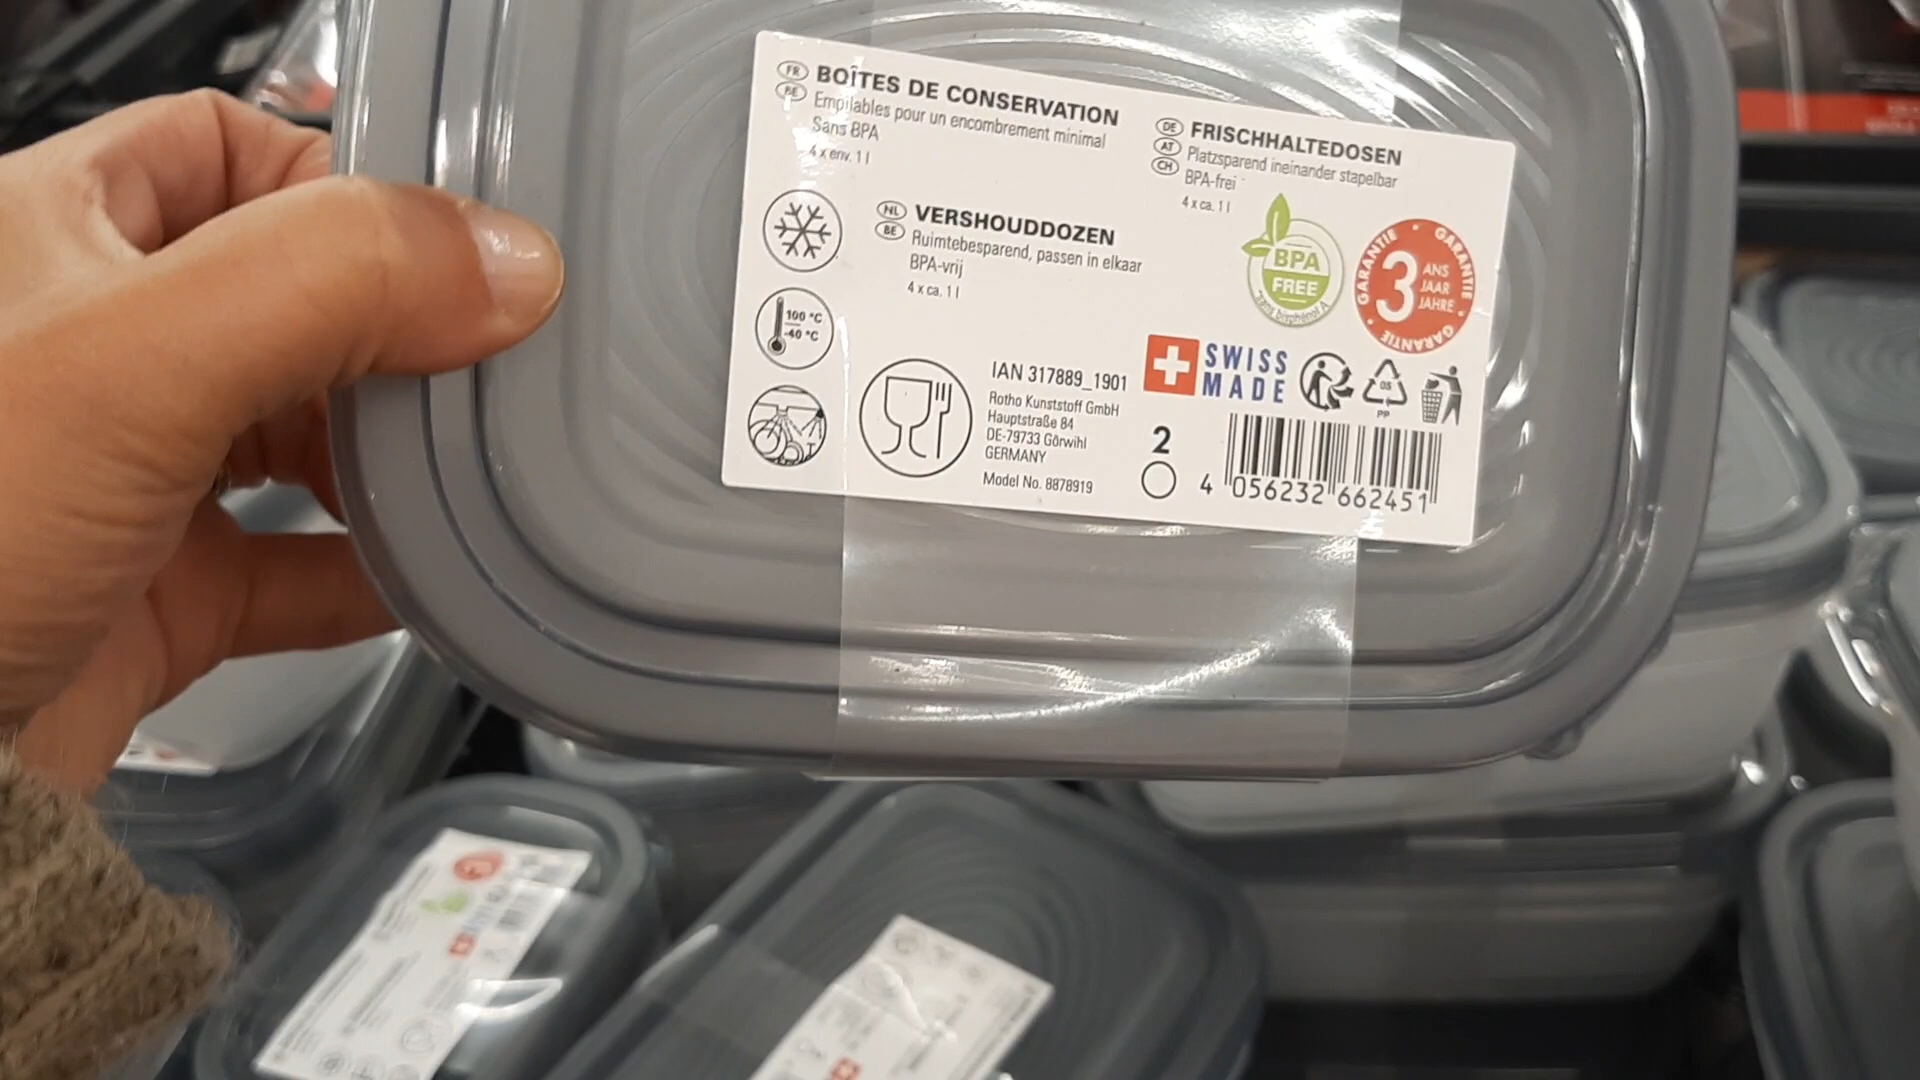 FR BOÎTES DE CONSERVATION
BE Empilables pour un encombrement minimal
Sans BPA
4 x env. 1 l
DE FRISCHHALTEDOSEN
AT Platzsparend ineinander stapelbar
CH BPA-frei
4 x ca. 1 l
NL VERSHOUDDOZEN
BE Ruimtebesparend, passen in elkaar
BPA-vrij
4 x ca. 1 l
BPA
FREE
Sans bisphénol A
GARANTIE GARANTIE GARANTIE
3 ANS
JAAR
JAHRE
100 °C
-40 °C
IAN 317889_1901
Rotho Kunststoff GmbH
Hauptstraße 84
DE-79733 Görwihl
GERMANY
Model No. 8878919
SWISS
MADE
05
PP
2
4 056232 662451